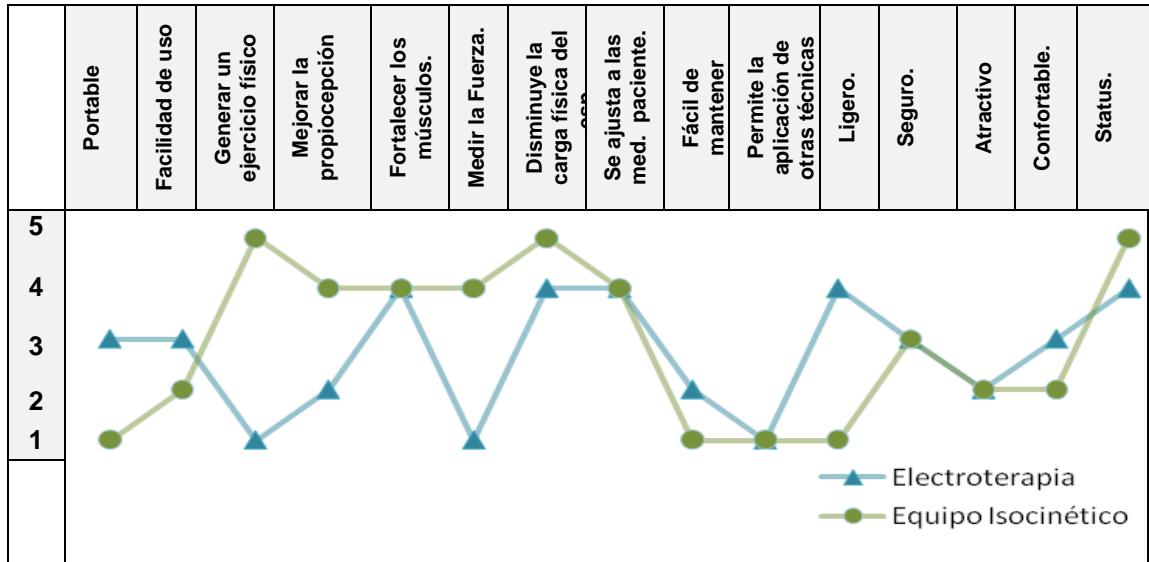 Portable
Facilidad de uso
Generar un
ejercicio físico
Mejorar la
propiocepción
Fortalecer los
músculos.
Medir la Fuerza.
Disminuye la
carga física del
Se ajusta a las
med. paciente.
Fácil de
mantener
Permite la
aplicación de
otras técnicas
Ligero.
Seguro.
Atractivo
Confortable.
Status.
5
4
3
2
1
Electroterapia
Equipo Isocinético